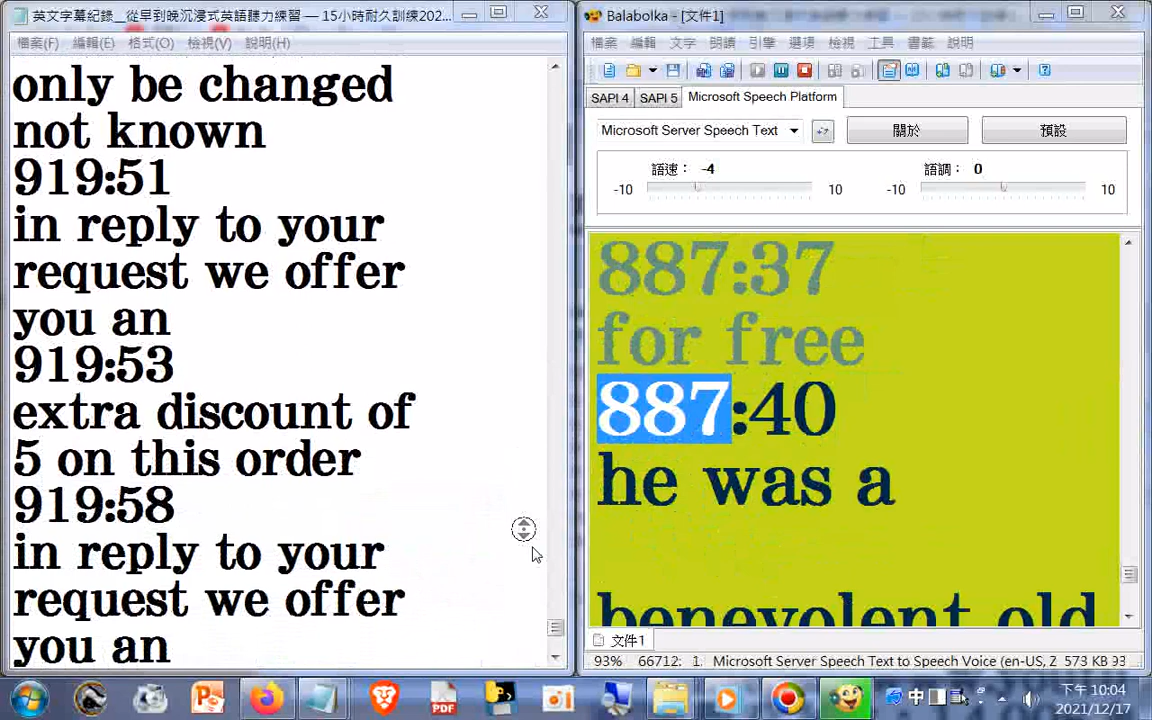 英文字幕紀錄__從早到晚沉浸式英語聽力練習 — 15小時耐久訓練202...
檔案(F) 編輯(E) 格式(O) 檢視(V) 說明(H)
only be changed
not known
919:51
in reply to your
request we offer
you an
919:53
extra discount of
5 on this order
919:58
in reply to your
request we offer
you an
Balabolka - [文件1]
檔案 編輯 文字 朗讀 引擎 選項 檢視 工具 書籤 說明
SAPI 4 SAPI 5 Microsoft Speech Platform
Microsoft Server Speech Text 關於 預設
語速： -4 語調： 0
-10 10 -10 10
887:37
for free
887:40
he was a
benevolent old
文件1
93% 66712: 1: Microsoft Server Speech Text to Speech Voice (en-US, Z 573 KB 93
PDF 中 下午 10:04
2021/12/17